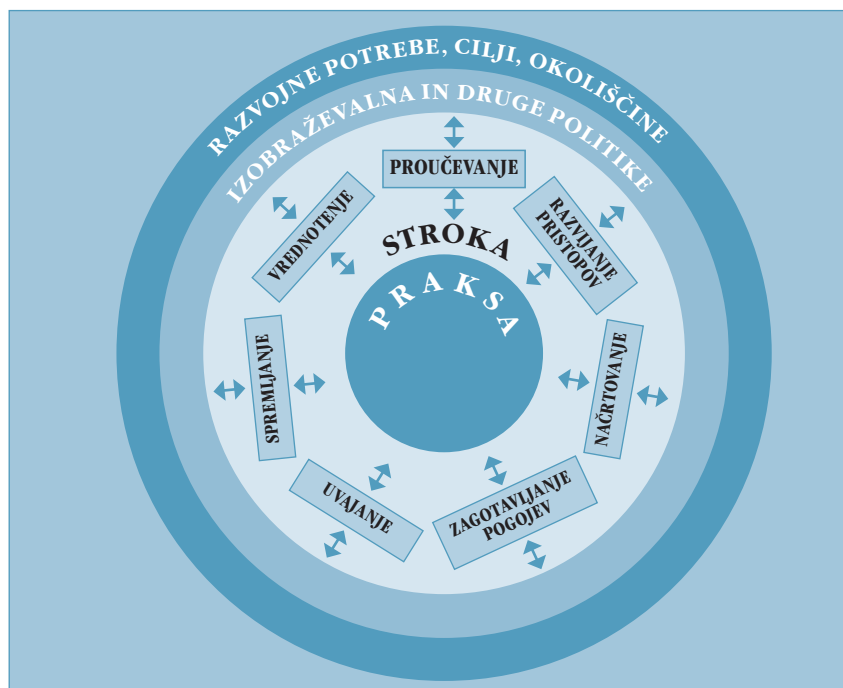 RAZVOJNE POTREBE, CILJI, OKOLIŠČINE
IZOBRAŽEVALNA IN DRUGE POLITIKE
PROUČEVANJE
STROKA
PRAKSA
RAZVIJANJE
PRISTOPOV
NAČRTOVANJE
ZAGOTAVLJANJE
POGOJEV
UVAJANJE
SPREMLJANJE
VREDNOTENJE